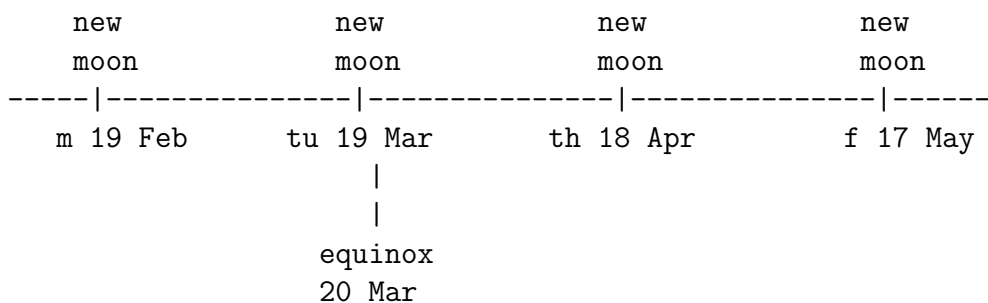 new new new new
moon moon moon moon
-----|---------------|---------------|---------------|------
m 19 Feb tu 19 Mar th 18 Apr f 17 May
|
|
equinox
20 Mar